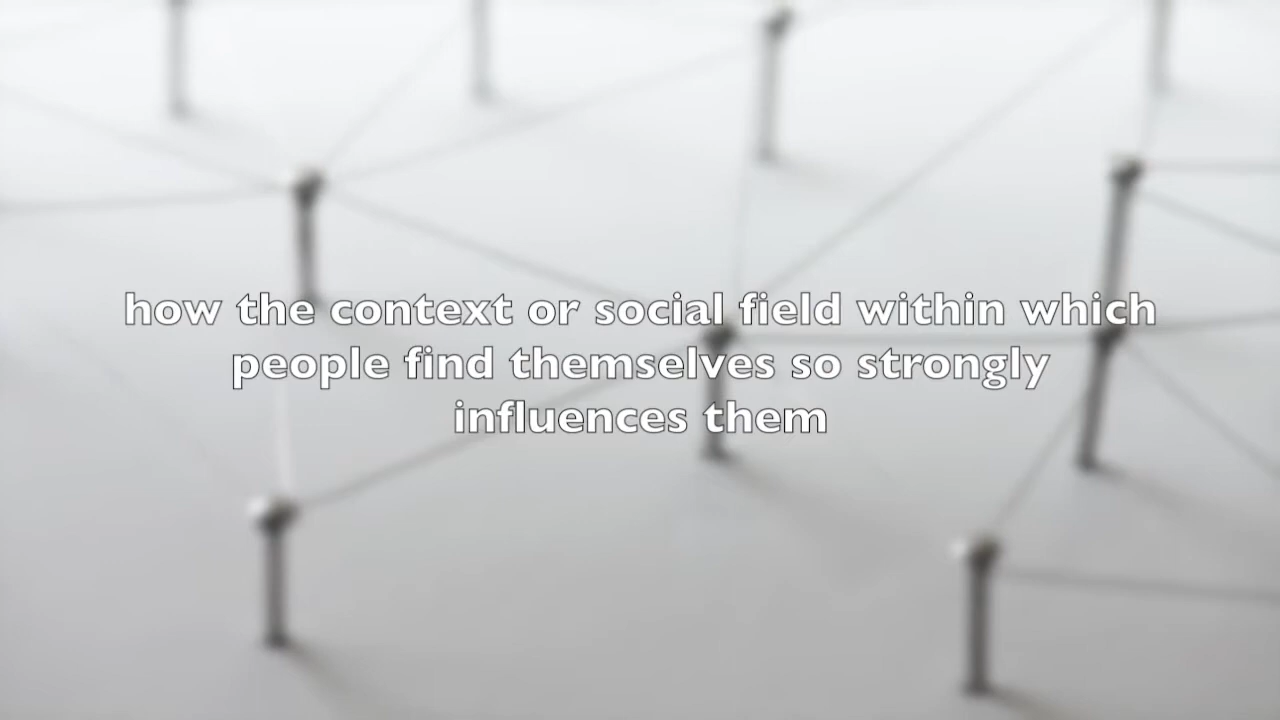 how the context or social field within which
people find themselves so strongly
influences them